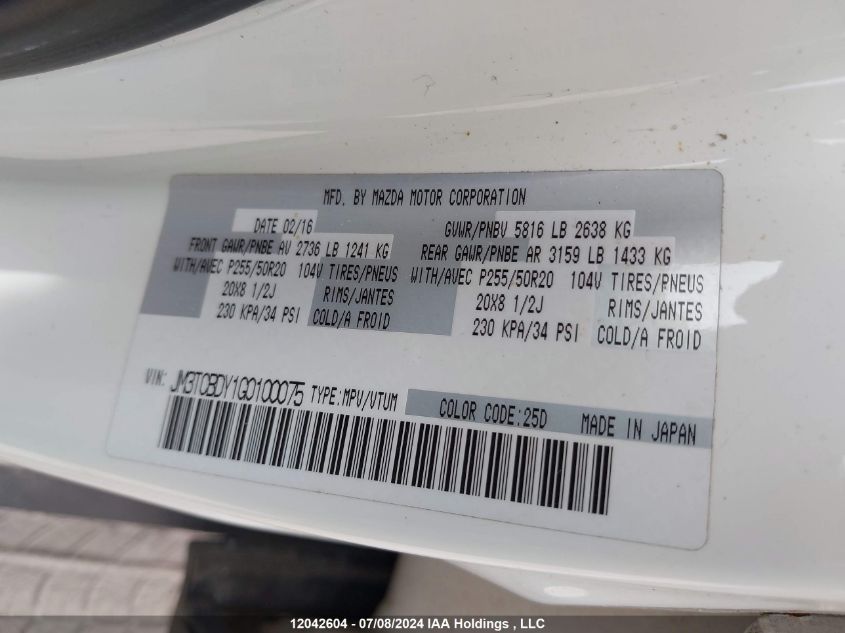 MFD. BY MAZDA MOTOR CORPORATION
DATE 02/16 GVWR/PNBV 5816 LB 2638 KG
FRONT GAWR/PNBE AV 2736 LB 1241 KG REAR GAWR/PNBE AR 3159 LB 1433 KG
WITH/AVEC P255/50R20 104V TIRES/PNEUS WITH/AVEC P255/50R20 104V TIRES/PNEUS
20X8 1/2J RIMS/JANTES 20X8 1/2J RIMS/JANTES
230 KPA/34 PSI COLD/A FROID 230 KPA/34 PSI COLD/A FROID
VIN: JM3TCBDY1G0100075 TYPE:MPV/VTUM COLOR CODE:25D MADE IN JAPAN
12042604 - 07/08/2024 IAA Holdings , LLC